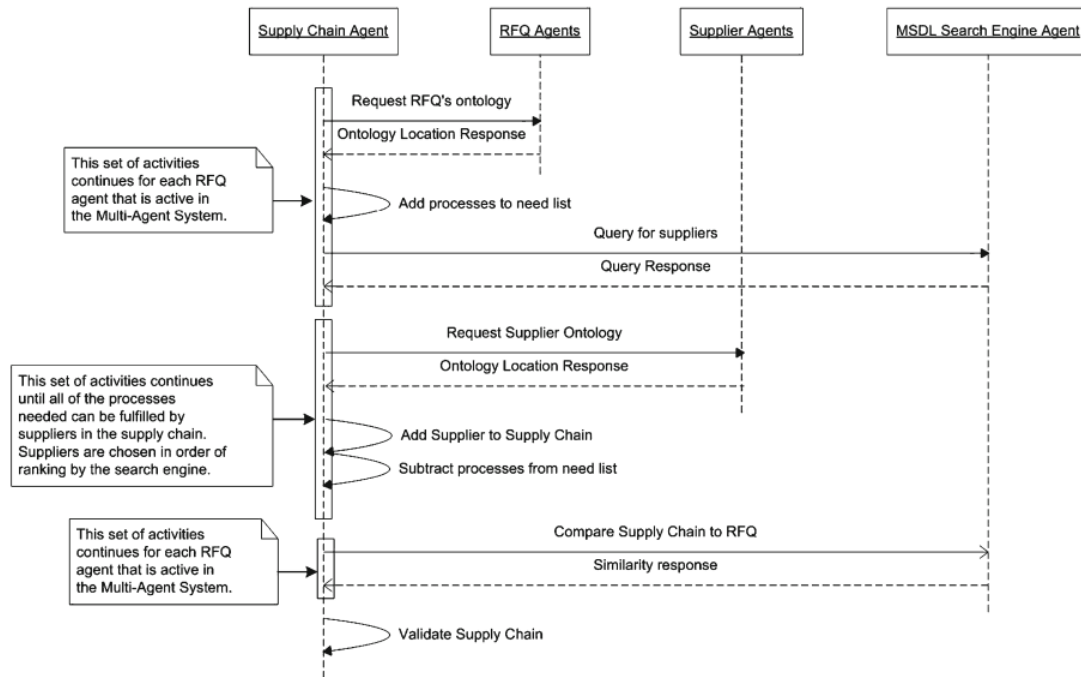 Supply Chain Agent
RFQ Agents
Supplier Agents
MSDL Search Engine Agent
Request RFQ's ontology
Ontology Location Response
This set of activities
continues for each RFQ
agent that is active in
the Multi-Agent System.
Add processes to need list
Query for suppliers
Query Response
Request Supplier Ontology
Ontology Location Response
This set of activities continues
until all of the processes
needed can be fulfilled by
suppliers in the supply chain.
Suppliers are chosen in order of
ranking by the search engine.
Add Supplier to Supply Chain
Subtract processes from need list
This set of activities
continues for each RFQ
agent that is active in
the Multi-Agent System.
Compare Supply Chain to RFQ
Similarity response
Validate Supply Chain